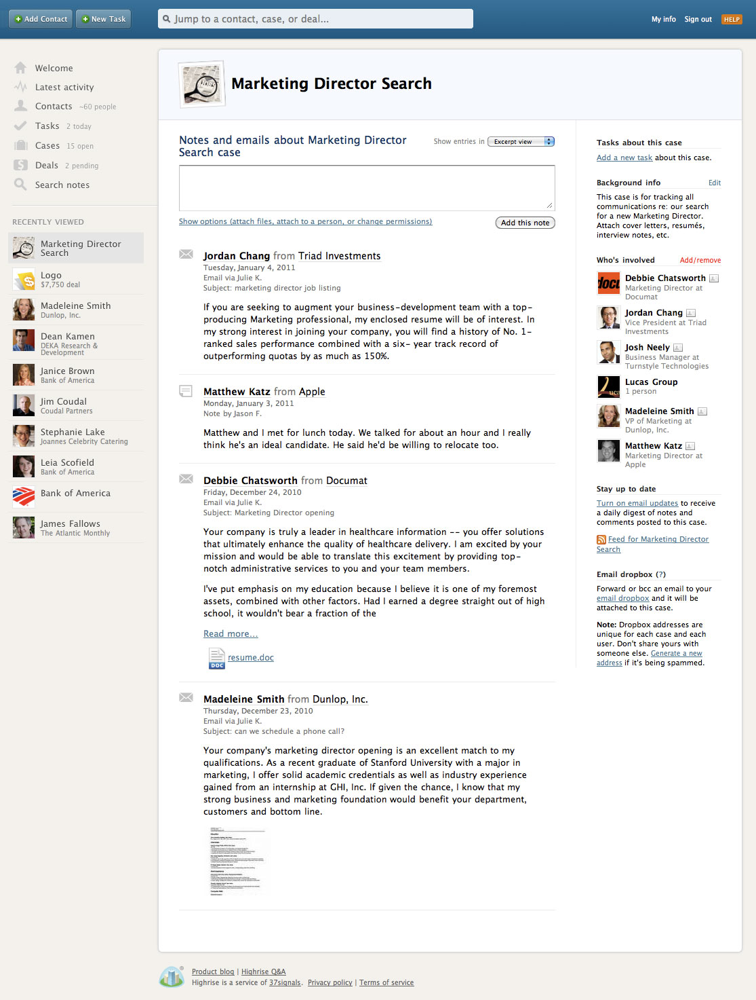 Add Contact
New Task
Jump to a contact, case, or deal...
My info
Sign out
HELP
Welcome
Latest activity
Contacts ~60 people
Tasks 2 today
Cases 15 open
Deals 2 pending
Search notes
RECENTLY VIEWED
Marketing Director
Search
Logo
$7,750 deal
Madeleine Smith
Dunlop, Inc.
Dean Kamen
DEKA Research &
Development
Janice Brown
Bank of America
Jim Coudal
Coudal Partners
Stephanie Lake
Joannes Celebrity Catering
Leia Scofield
Bank of America
Bank of America
James Fallows
The Atlantic Monthly
Marketing Director Search
Notes and emails about Marketing Director
Search case
Show entries in Excerpt view
Show options (attach files, attach to a person, or change permissions)
Add this note
Jordan Chang from Triad Investments
Tuesday, January 4, 2011
Email via Julie K.
Subject: marketing director job listing
If you are seeking to augment your business-development team with a top-
producing Marketing professional, my enclosed resume will be of interest. In
my strong interest in joining your company, you will find a history of No. 1-
ranked sales performance combined with a six- year track record of
outperforming quotas by as much as 150%.
Matthew Katz from Apple
Monday, January 3, 2011
Note by Jason F.
Matthew and I met for lunch today. We talked for about an hour and I really
think he's an ideal candidate. He said he'd be willing to relocate too.
Debbie Chatsworth from Documat
Friday, December 24, 2010
Email via Julie K.
Subject: Marketing Director opening
Your company is truly a leader in healthcare information -- you offer solutions
that ultimately enhance the quality of healthcare delivery. I am excited by your
mission and would be able to translate this excitement by providing top-
notch administrative services to you and your team members.
I've put emphasis on my education because I believe it is one of my foremost
assets, combined with other factors. Had I earned a degree straight out of high
school, it wouldn't bear a fraction of the
Read more...
DOC
resume.doc
Madeleine Smith from Dunlop, Inc.
Thursday, December 23, 2010
Email via Julie K.
Subject: can we schedule a phone call?
Your company's marketing director opening is an excellent match to my
qualifications. As a recent graduate of Stanford University with a major in
marketing, I offer solid academic credentials as well as industry experience
gained from an internship at GHI, Inc. If given the chance, I know that my
strong business and marketing foundation would benefit your department,
customers and bottom line.
Tasks about this case
Add a new task about this case.
Background info Edit
This case is for tracking all
communications re: our search
for a new Marketing Director.
Attach cover letters, resumés,
interview notes, etc.
Who's involved Add/remove
docu
Debbie Chatsworth
Marketing Director at
Documat
Jordan Chang
Vice President at Triad
Investments
Josh Neely
Business Manager at
Turnstyle Technologies
Lucas Group
1 person
Madeleine Smith
VP of Marketing at
Dunlop, Inc.
Matthew Katz
Marketing Director at
Apple
Stay up to date
Turn on email updates to receive
a daily digest of notes and
comments posted to this case.
Feed for Marketing Director
Search
Email dropbox (?)
Forward or bcc an email to your
email dropbox and it will be
attached to this case.
Note: Dropbox addresses are
unique for each case and each
user. Don't share yours with
someone else. Generate a new
address if it's being spammed.
Product blog | Highrise Q&A
Highrise is a service of 37signals. Privacy policy | Terms of service